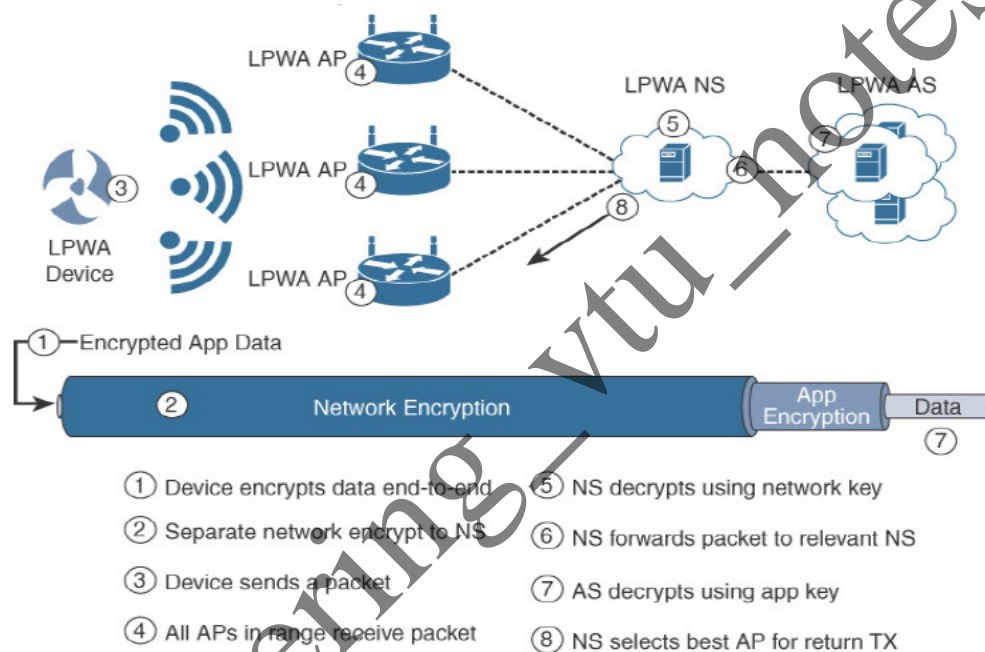 LPWA AP
4
LPWA NS
LPWA AS
5
7
LPWA AP
4
6
3
8
LPWA
Device
LPWA AP
4
1 Encrypted App Data
2 Network Encryption
App
Encryption
Data
7
1 Device encrypts data end-to-end
2 Separate network encrypt to NS
3 Device sends a packet
4 All APs in range receive packet
5 NS decrypts using network key
6 NS forwards packet to relevant NS
7 AS decrypts using app key
8 NS selects best AP for return TX
ering_vtu_notes